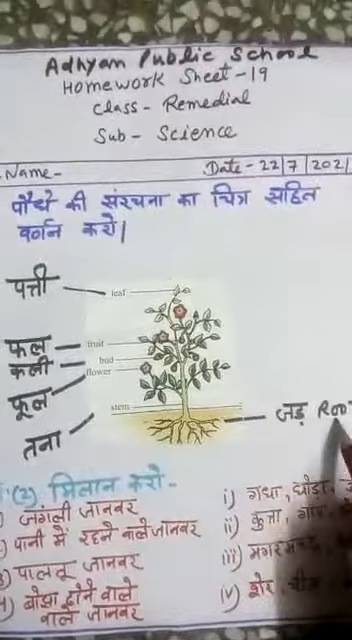 Adhyan Public School
Homework Sheet-19
Class- Remedial
Sub- Science
Name-
Date- 22/7/2021
पौधे की संरचना का चित्र सहित
वर्णन करो।
पत्ती
leaf
फल
fruit
कली
bud
फूल
flower
तना
stem
जड़ Root
(2) मिलान करो-
जंगली जानवर
पानी में रहने वाले जानवर
पालतू जानवर
बोझा ढोने वाले
वाले जानवर
i) गधा, घोड़ा,
ii) कुत्ता, गाय,
iii) मगरमच्छ,
iv) शेर, चीता